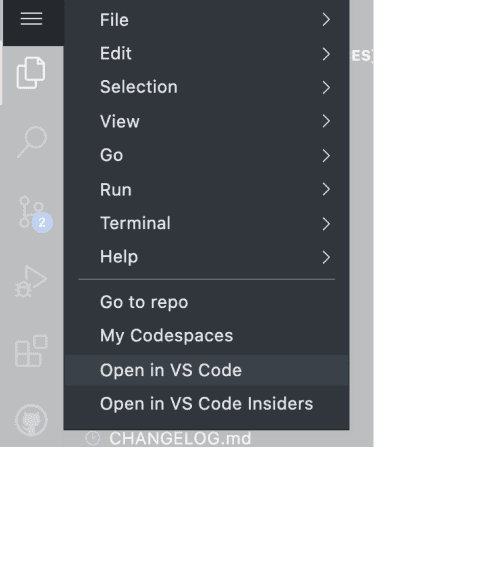 File
ES]
Edit
Selection
View
Go
Run
2
Terminal
Help
Go to repo
My Codespaces
Open in VS Code
Open in VS Code Insiders
CHANGELOG.md